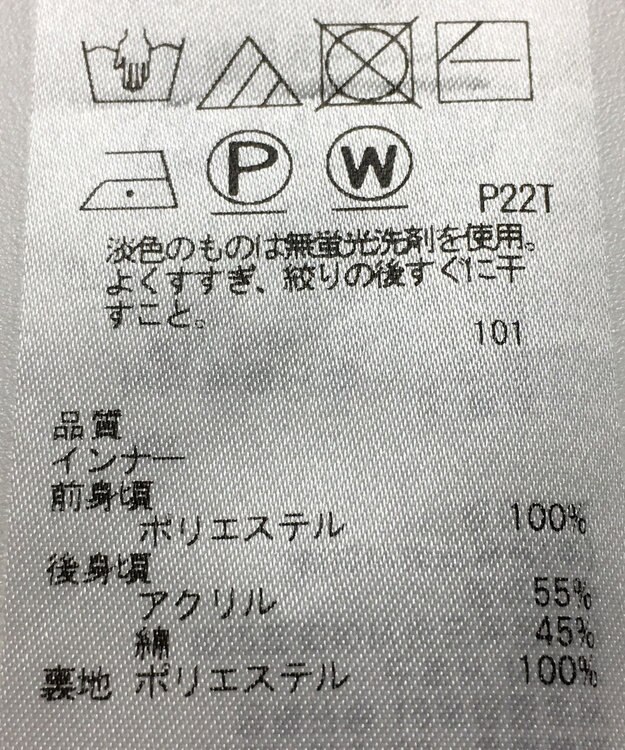 P W P22T
淡色のものは無蛍光洗剤を使用。
よくすすぎ、絞りの後すぐに干
すこと。
101
品質
インナー
前身頃
ポリエステル 100%
後身頃
アクリル 55%
綿 45%
裏地 ポリエステル 100%